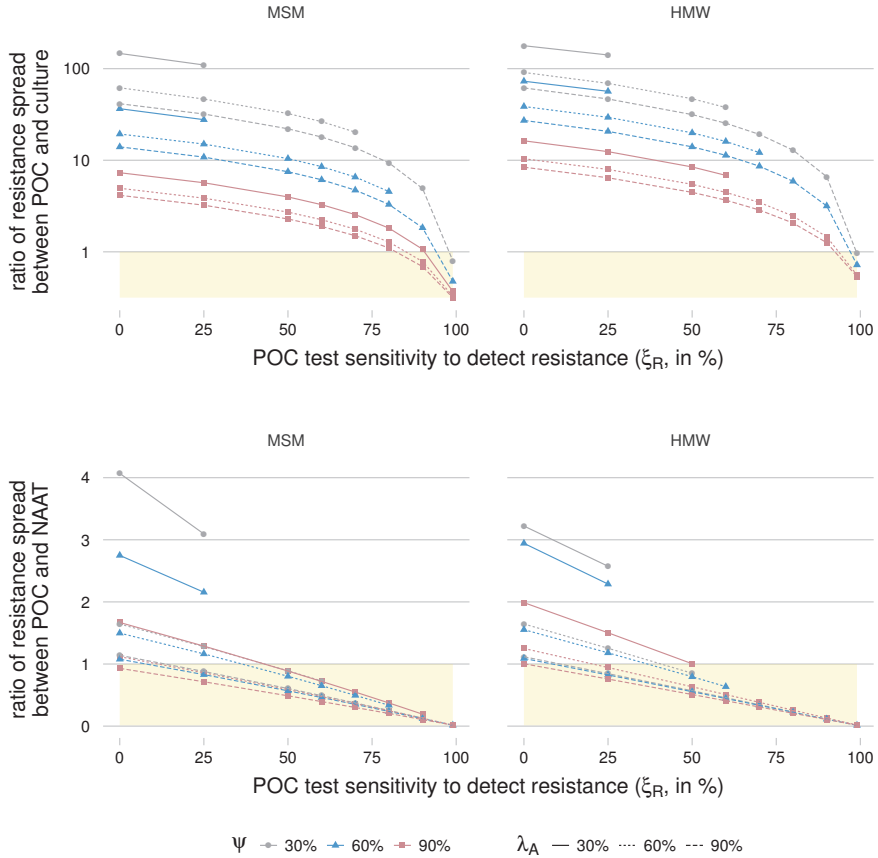 MSM HMW
ratio of resistance spread
between POC and culture
100
10
1
0 25 50 75 100 0 25 50 75 100
POC test sensitivity to detect resistance (ξR, in %)
MSM HMW
ratio of resistance spread
between POC and NAAT
4
3
2
1
0
0 25 50 75 100 0 25 50 75 100
POC test sensitivity to detect resistance (ξR, in %)
ψ 30% 60% 90% λA 30% 60% 90%